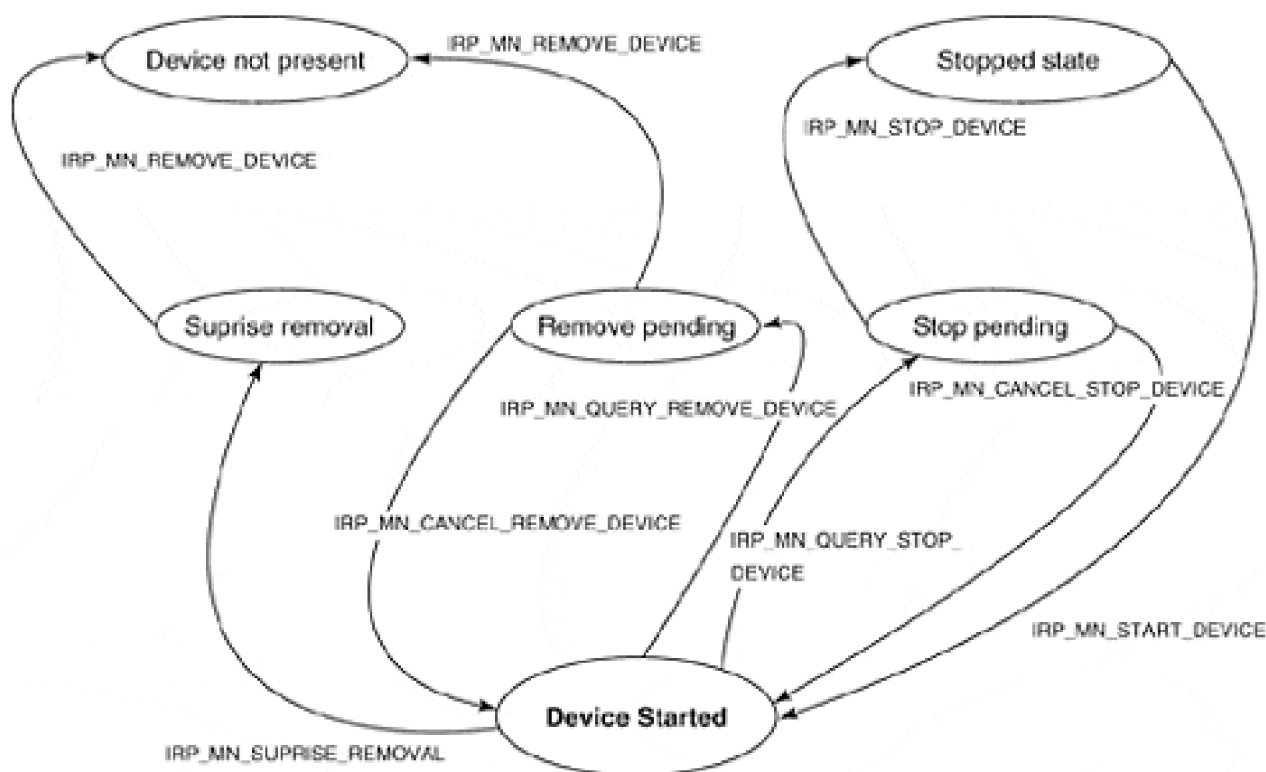 IRP_MN_REMOVE_DEVICE
Device not present
Stopped state
IRP_MN_STOP_DEVICE
IRP_MN_REMOVE_DEVICE
Suprise removal
Remove pending
Stop pending
IRP_MN_CANCEL_STOP_DEVICE
IRP_MN_QUERY_REMOVE_DEVICE
IRP_MN_CANCEL_REMOVE_DEVICE
IRP_MN_QUERY_STOP_
DEVICE
IRP_MN_START_DEVICE
Device Started
IRP_MN_SUPRISE_REMOVAL